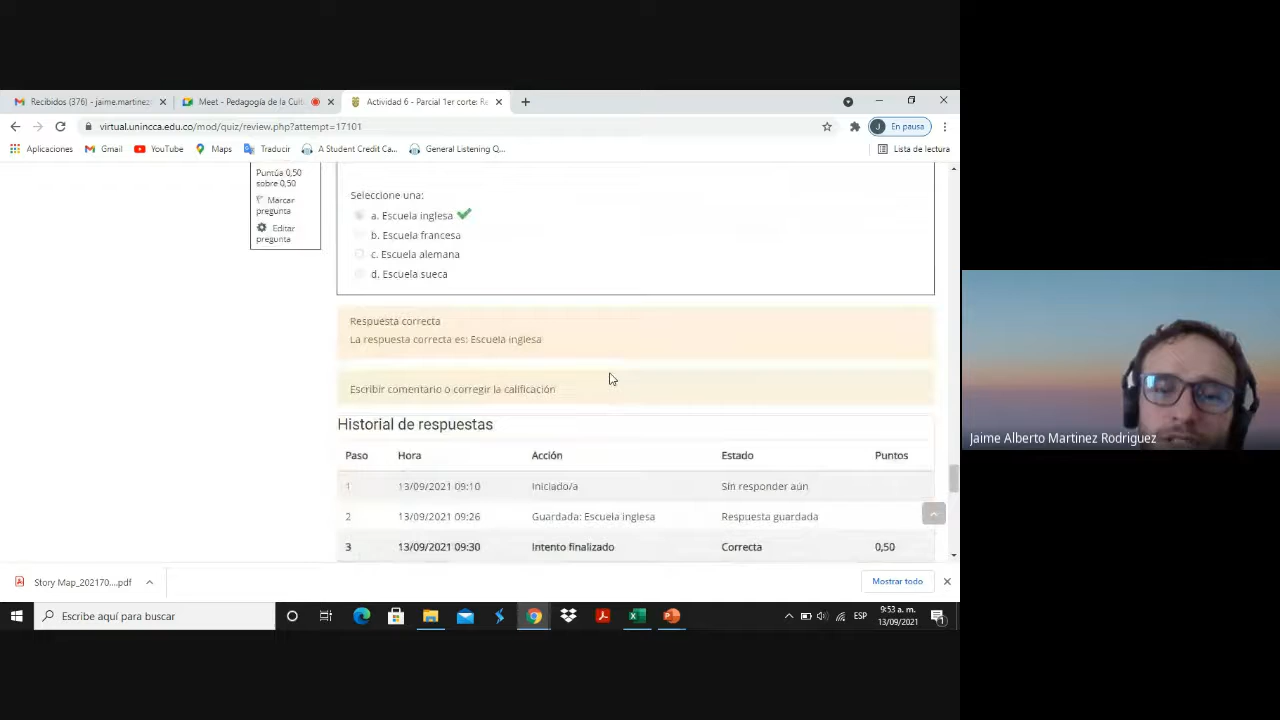 Recibidos (376) - jaime.martinez
Meet - Pedagogía de la Cult
Actividad 6 - Parcial 1er corte: Re
virtual.unincca.edu.co/mod/quiz/review.php?attempt=17101
J
En pausa
Aplicaciones
Gmail
YouTube
Maps
Traducir
A Student Credit Ca...
General Listening Q...
Lista de lectura
Puntúa 0,50
sobre 0,50
Marcar
pregunta
Editar
pregunta
Seleccione una:
a. Escuela inglesa
b. Escuela francesa
c. Escuela alemana
d. Escuela sueca
Respuesta correcta
La respuesta correcta es: Escuela inglesa
Escribir comentario o corregir la calificación
Historial de respuestas
Paso Hora Acción Estado Puntos
1 13/09/2021 09:10 Iniciado/a Sin responder aún
2 13/09/2021 09:26 Guardada: Escuela inglesa Respuesta guardada
3 13/09/2021 09:30 Intento finalizado Correcta 0,50
Jaime Alberto Martinez Rodriguez
Story Map_202170....pdf
Mostrar todo
Escribe aquí para buscar
ESP
9:53 a. m.
13/09/2021
1